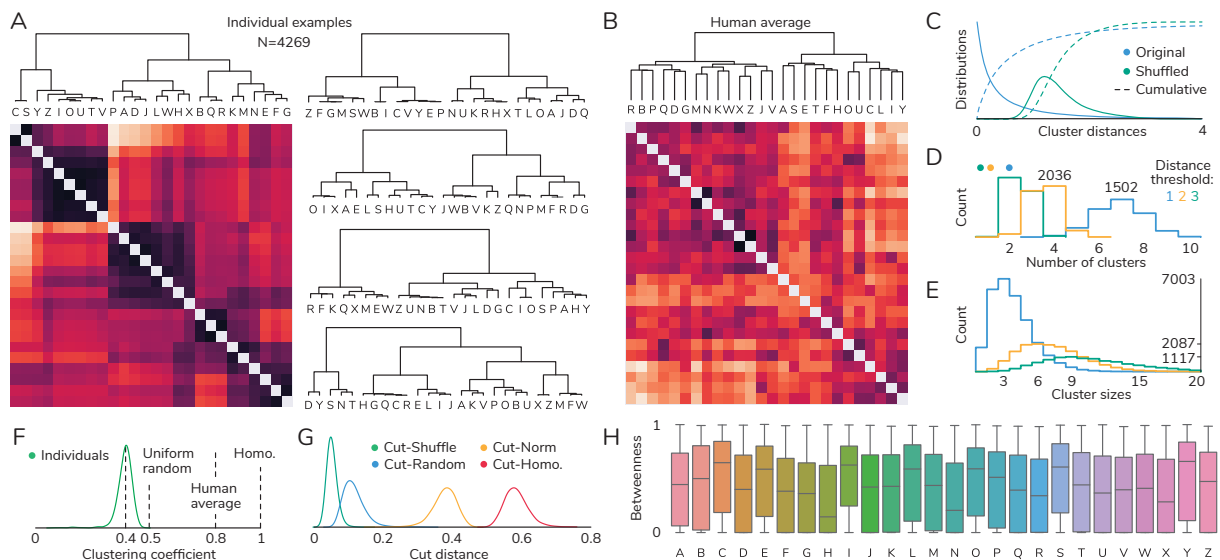 A
Individual examples
N=4269
C S Y Z I O U T V P A D J L W H X B Q R K M N E F G
Z F G M S W B I C V Y E P N U K R H X T L O A J D Q
O I X A E L S H U T C Y J W B V K Z Q N P M F R D G
R F K Q X M E W Z U N B T V J L D G C I O S P A H Y
D Y S N T H G Q C R E L I J A K V P O B U X Z M F W
B
Human average
R B P Q D G M N K W X Z J V A S E T F H O U C L I Y
C
Distributions
Original
Shuffled
Cumulative
0
Cluster distances
4
D
Count
2036
1502
Distance
threshold:
1 2 3
2 4 6 8 10
Number of clusters
E
Count
7003
2087
1117
3 6 9 15 20
Cluster sizes
F
Individuals
Uniform
random
Homo.
Human
average
0 0.4 0.5 0.8 1
Clustering coefficient
G
Cut-Shuffle
Cut-Norm
Cut-Random
Cut-Homo.
0 0.2 0.4 0.6 0.8
Cut distance
H
Betweenness
1
0
A B C D E F G H I J K L M N O P Q R S T U V W X Y Z